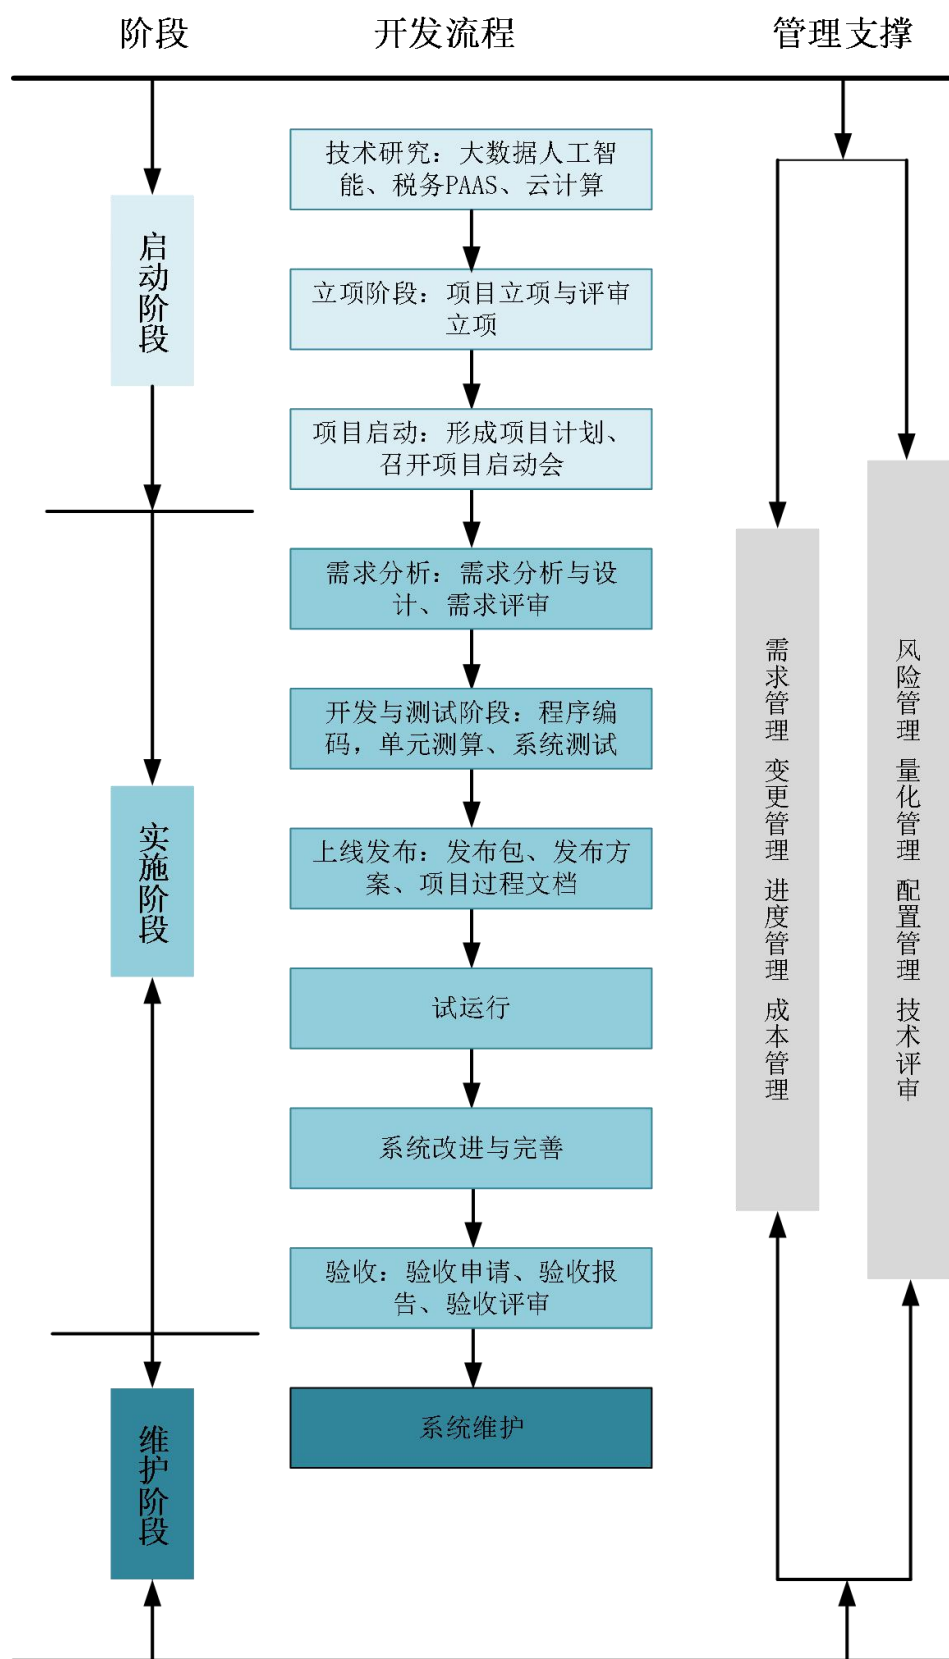 阶段
开发流程
管理支撑
启动阶段
技术研究：大数据人工智
能、税务PAAS、云计算
立项阶段：项目立项与评审
立项
项目启动：形成项目计划、
召开项目启动会
实施阶段
需求分析：需求分析与设
计、需求评审
开发与测试阶段：程序编
码，单元测算、系统测试
上线发布：发布包、发布方
案、项目过程文档
试运行
系统改进与完善
验收：验收申请、验收报
告、验收评审
维护阶段
系统维护
需求管理 变更管理 进度管理 成本管理
风险管理 量化管理 配置管理 技术评审